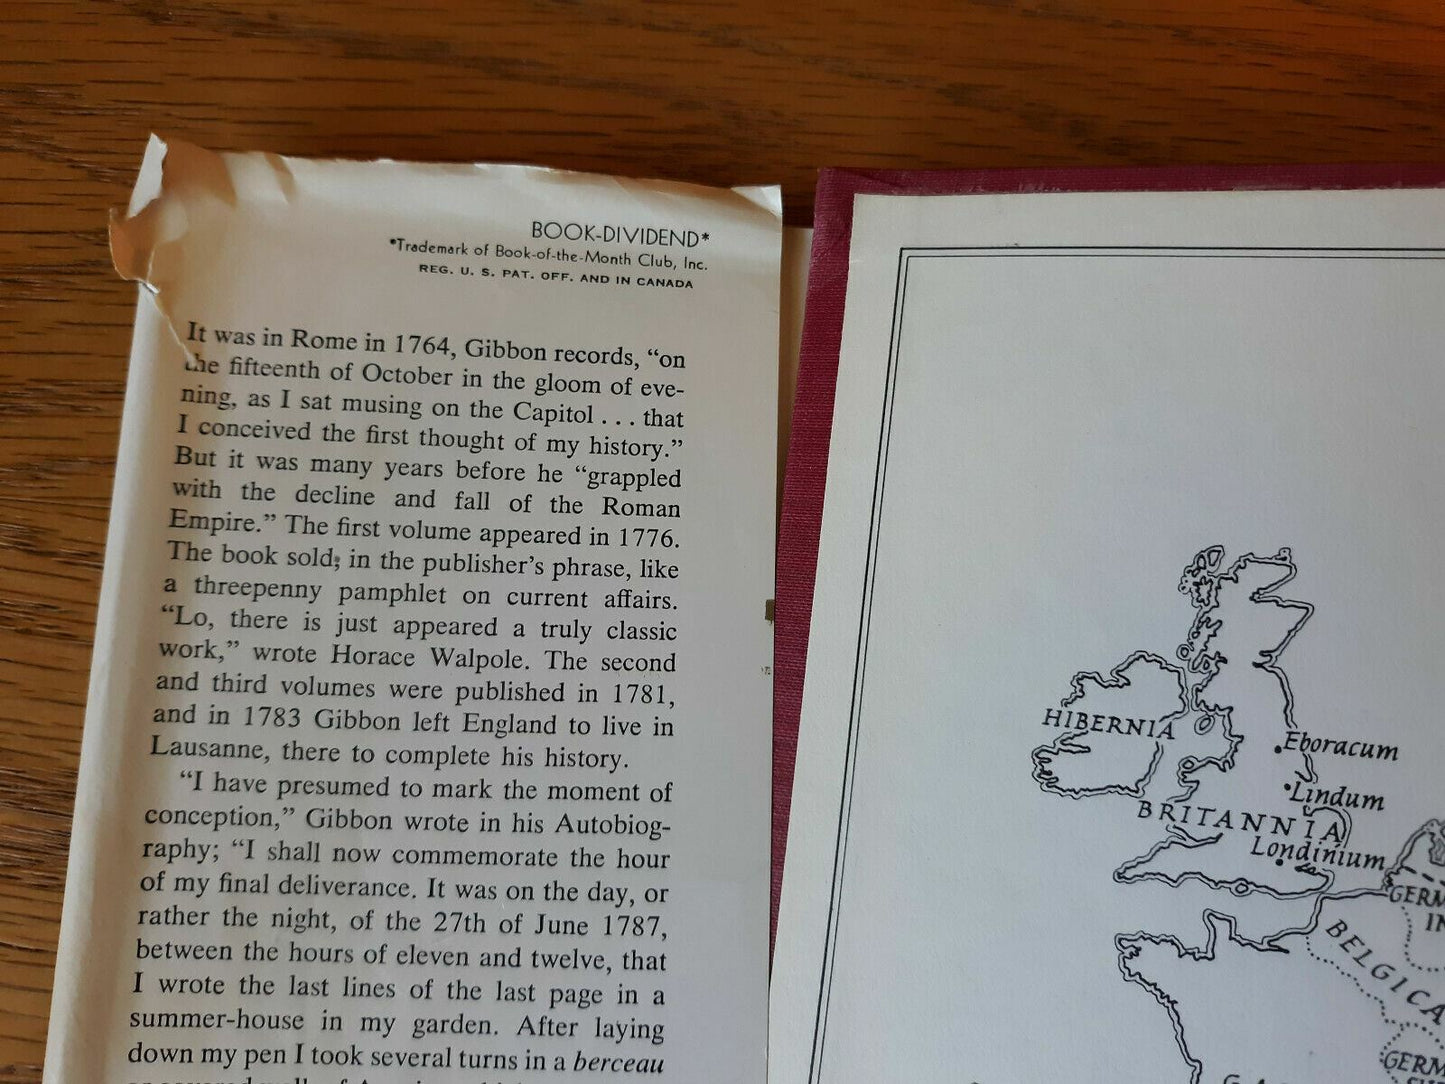 BOOK-DIVIDEND*
*Trademark of Book-of-the-Month Club, Inc.
REG. U. S. PAT. OFF. AND IN CANADA
It was in Rome in 1764, Gibbon records, “on
the fifteenth of October in the gloom of eve-
ning, as I sat musing on the Capitol . . . that
I conceived the first thought of my history.”
But it was many years before he “grappled
with the decline and fall of the Roman
Empire.” The first volume appeared in 1776.
The book sold, in the publisher’s phrase, like
a threepenny pamphlet on current affairs.
“Lo, there is just appeared a truly classic
work,” wrote Horace Walpole. The second
and third volumes were published in 1781,
and in 1783 Gibbon left England to live in
Lausanne, there to complete his history.
“I have presumed to mark the moment of
conception,” Gibbon wrote in his Autobiog-
raphy; “I shall now commemorate the hour
of my final deliverance. It was on the day, or
rather the night, of the 27th of June 1787,
between the hours of eleven and twelve, that
I wrote the last lines of the last page in a
summer-house in my garden. After laying
down my pen I took several turns in a berceau
HIBERNIA
Eboracum
Lindum
BRITANNIA
Londinium
GERM
IN
BELGICA
GERM